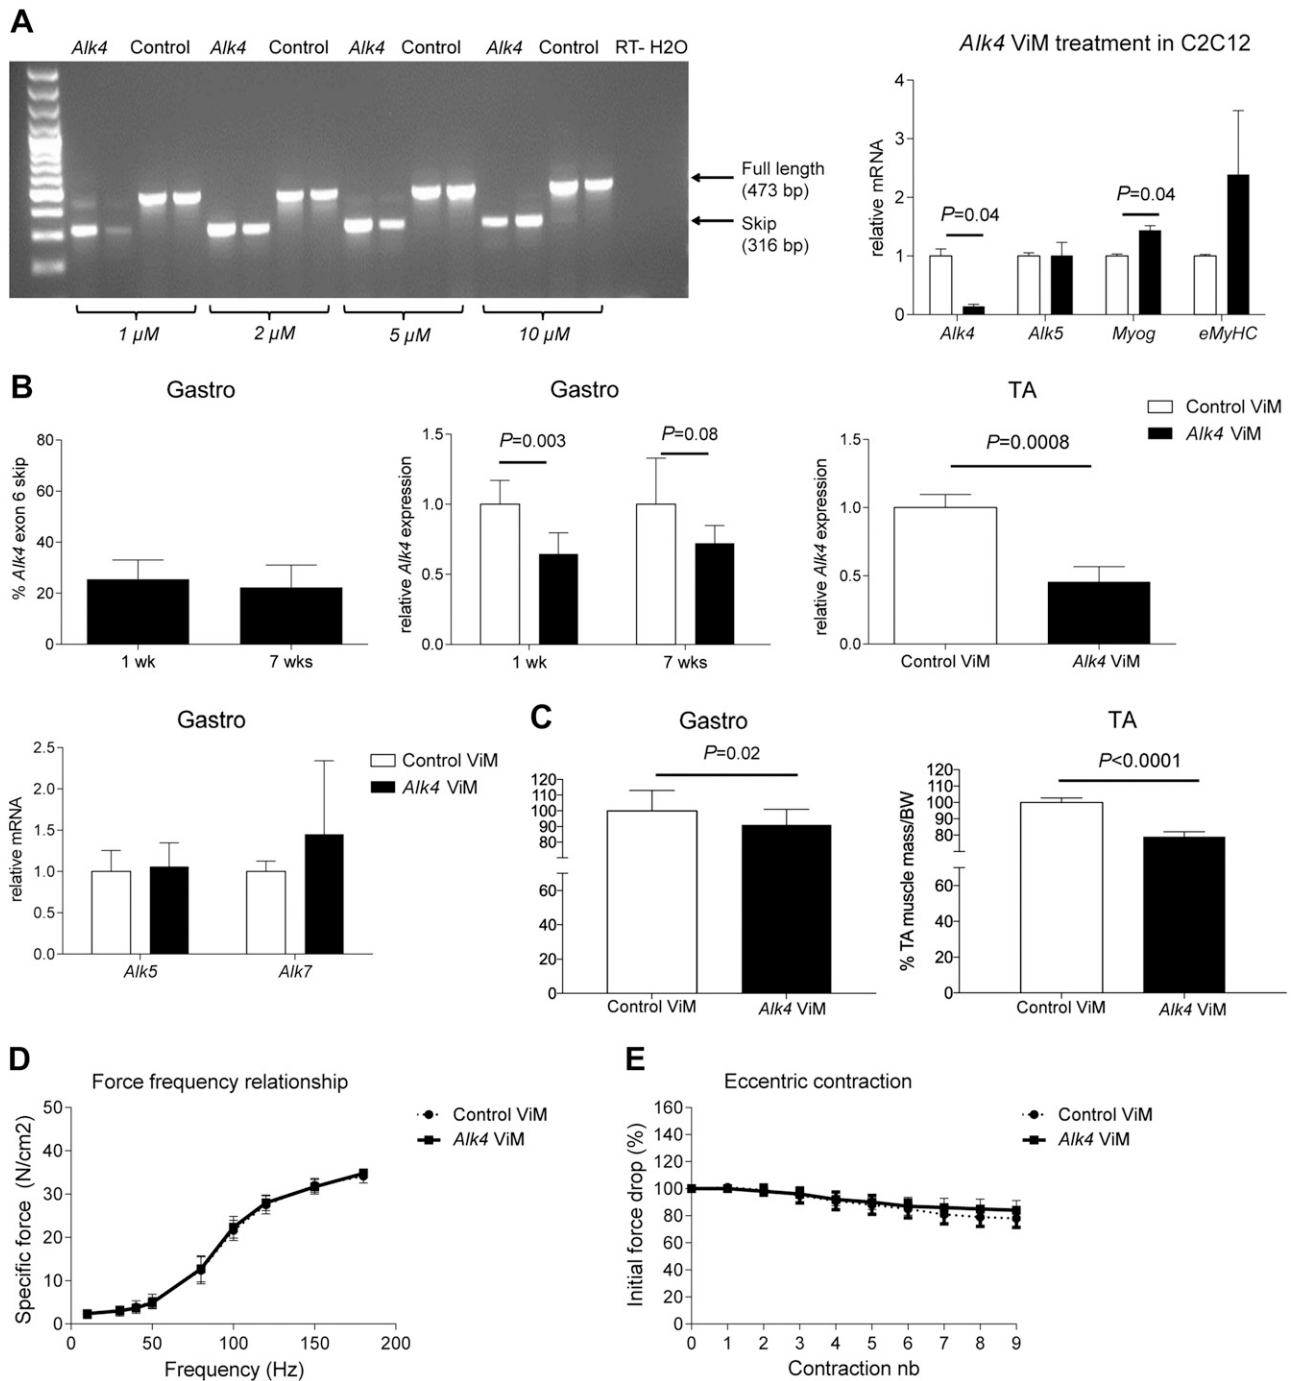 A
Alk4 Control Alk4 Control Alk4 Control Alk4 Control RT- H2O
Full length
(473 bp)
Skip
(316 bp)
1 µM 2 µM 5 µM 10 µM
Alk4 ViM treatment in C2C12
relative mRNA
4
3
2
1
0
P=0.04
P=0.04
Alk4 Alk5 Myog eMyHC
B
Gastro
% Alk4 exon 6 skip
80
60
40
20
0
1 wk 7 wks
Gastro
relative Alk4 expression
1.5
1.0
0.5
0.0
P=0.003
P=0.08
1 wk 7 wks
TA
relative Alk4 expression
1.5
1.0
0.5
0.0
P=0.0008
Control ViM Alk4 ViM
Control ViM
Alk4 ViM
Gastro
relative mRNA
2.5
2.0
1.5
1.0
0.5
0.0
Alk5 Alk7
Control ViM
Alk4 ViM
C
Gastro
P=0.02
120
110
100
90
80
60
40
20
0
Control ViM Alk4 ViM
TA
P<0.0001
% TA muscle mass/BW
120
110
100
90
80
60
40
20
0
Control ViM Alk4 ViM
D
Force frequency relationship
Specific force (N/cm2)
50
40
30
20
10
0
0 50 100 150 200
Frequency (Hz)
Control ViM
Alk4 ViM
E
Eccentric contraction
Initial force drop (%)
160
140
120
100
80
60
40
20
0
0 1 2 3 4 5 6 7 8 9
Contraction nb
Control ViM
Alk4 ViM